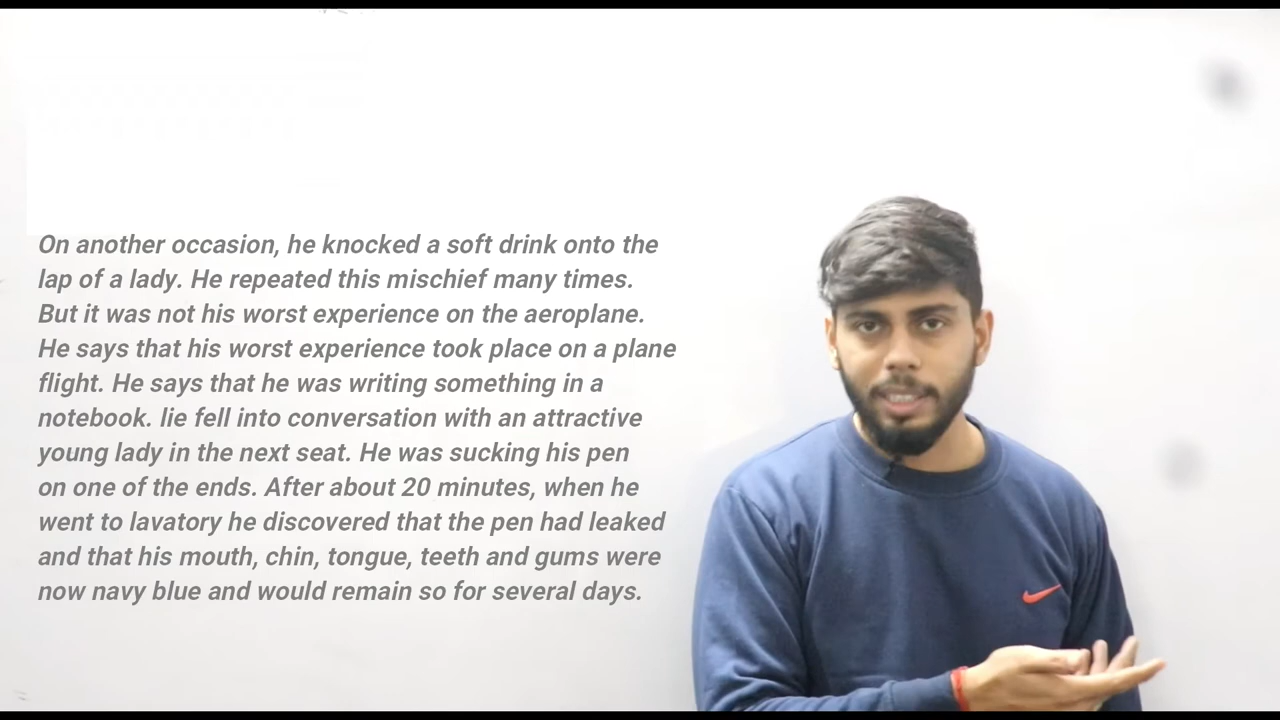 On another occasion, he knocked a soft drink onto the
lap of a lady. He repeated this mischief many times.
But it was not his worst experience on the aeroplane.
He says that his worst experience took place on a plane
flight. He says that he was writing something in a
notebook. lie fell into conversation with an attractive
young lady in the next seat. He was sucking his pen
on one of the ends. After about 20 minutes, when he
went to lavatory he discovered that the pen had leaked
and that his mouth, chin, tongue, teeth and gums were
now navy blue and would remain so for several days.